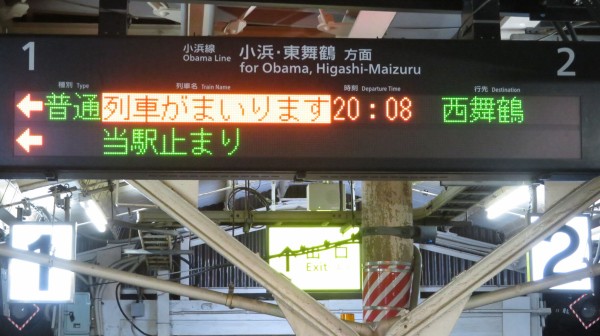 1
小浜線 小浜・東舞鶴 方面
Obama Line for Obama, Higashi-Maizuru
2
種別 Type 列車名 Train Name 時刻 Departure Time 行先 Destination
← 普通 列車がまいります 20:08 西舞鶴
← 当駅止まり
1
出口
Exit
2